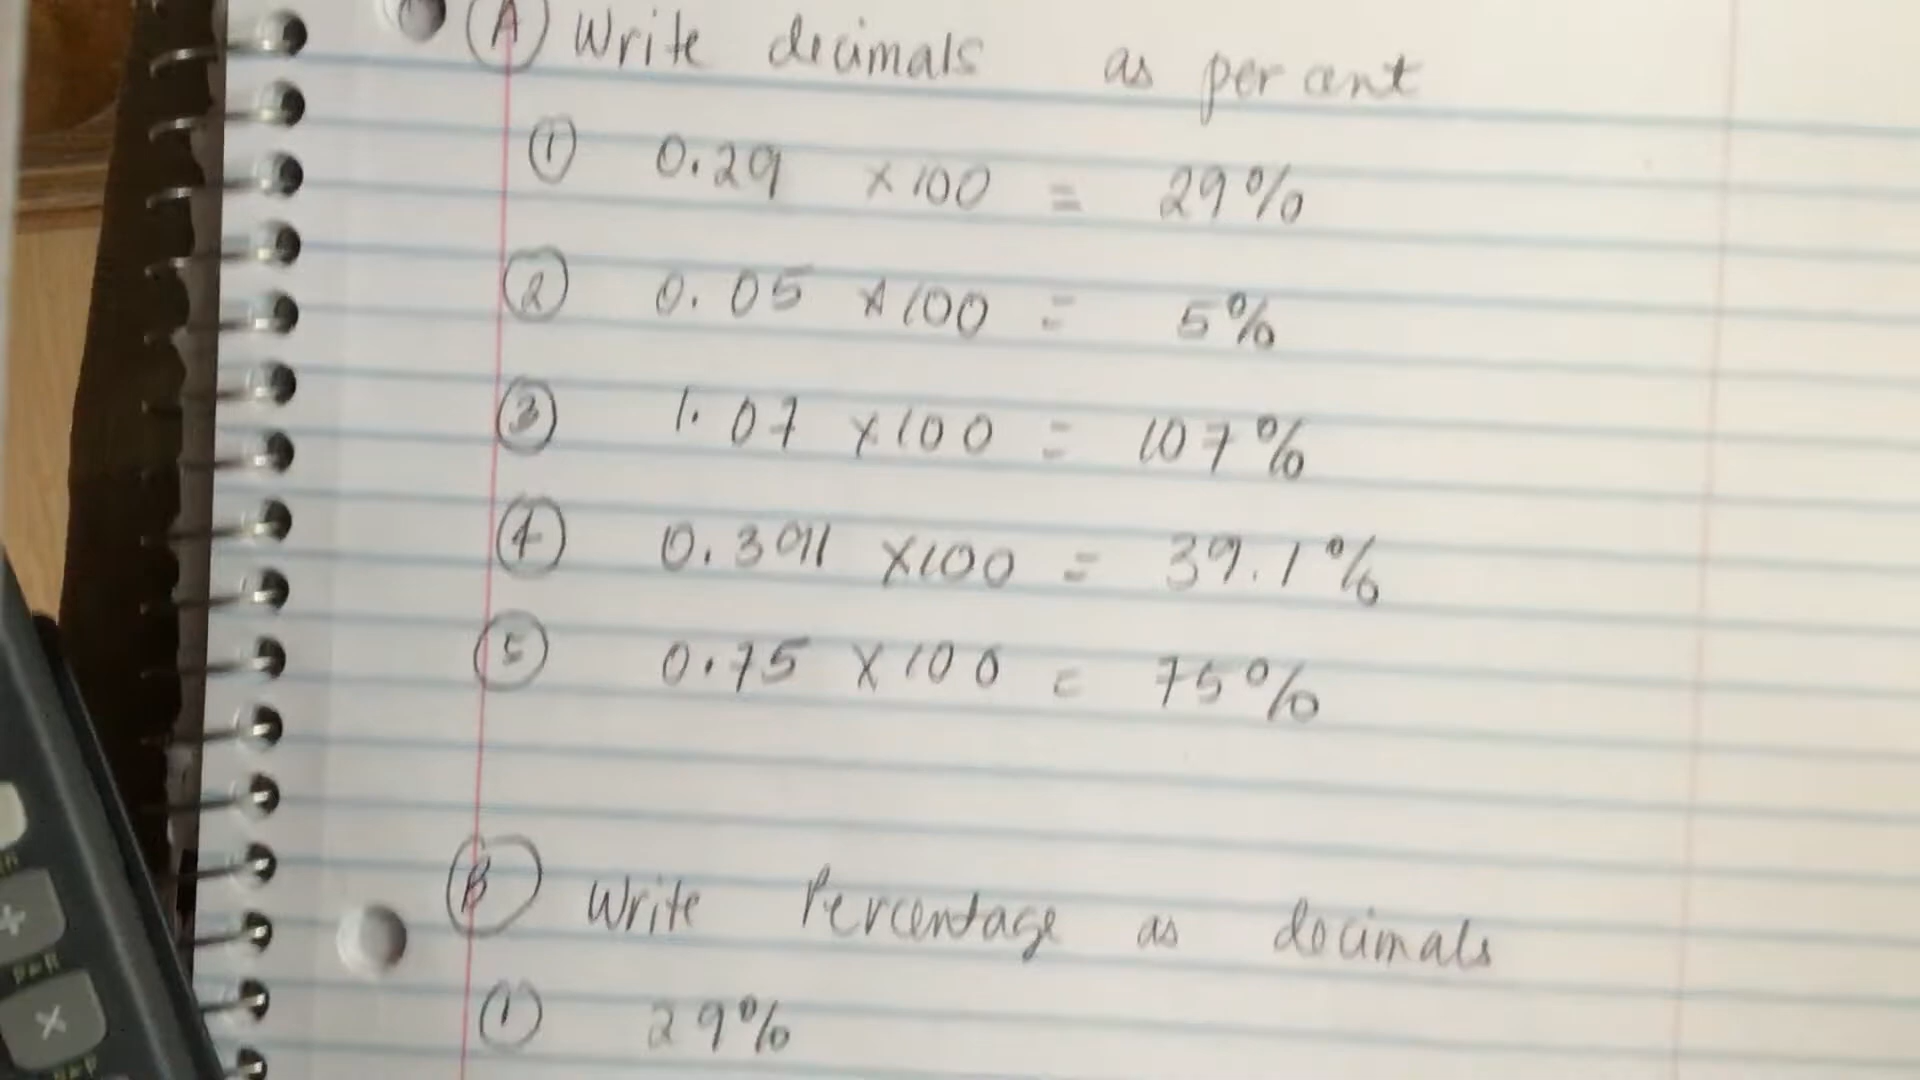 (A) Write decimals as per cent
(1) 0.29 ×100 = 29%
(2) 0.05 ×100 = 5%
(3) 1.07 ×100 = 107%
(4) 0.3911 ×100 = 39.1%
(5) 0.75 ×100 = 75%
(B) Write Percentage as decimals
(1) 29%
+
P►R
×